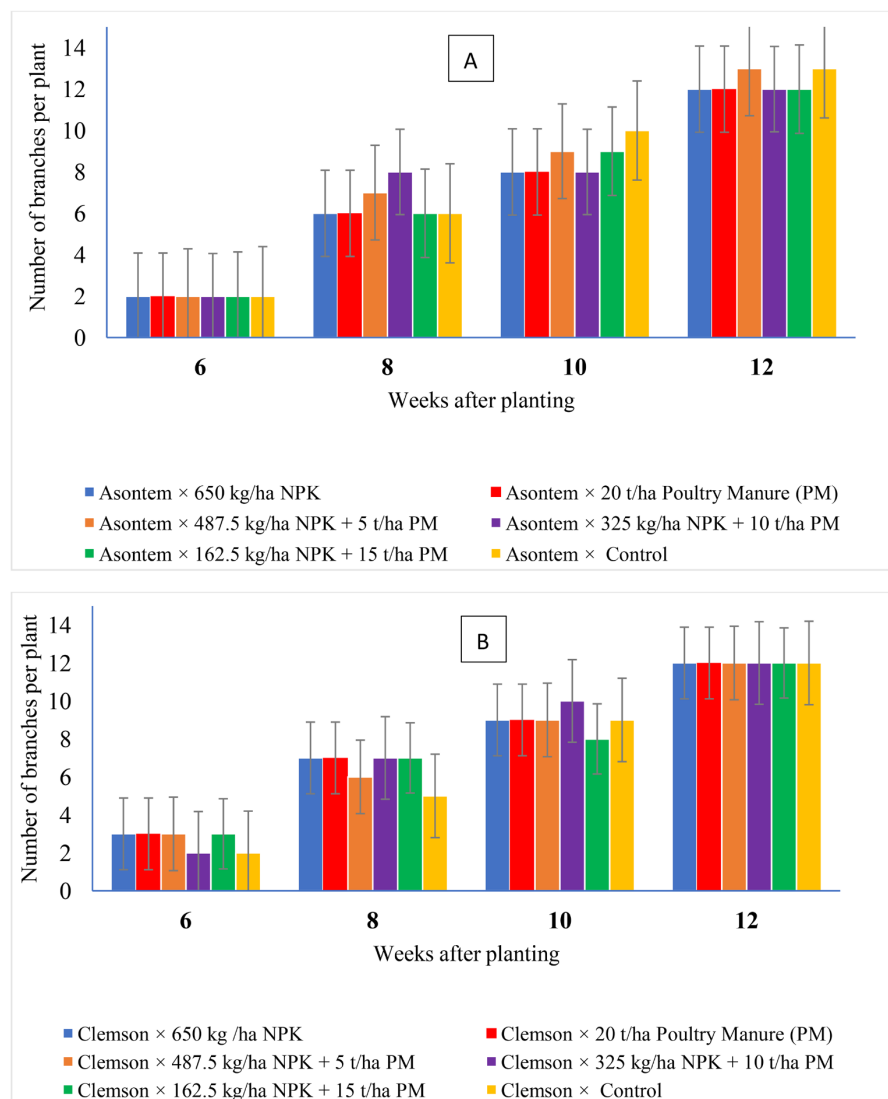 A
Number of branches per plant
14
12
10
8
6
4
2
0
6 8 10 12
Weeks after planting
Asontem × 650 kg/ha NPK Asontem × 20 t/ha Poultry Manure (PM)
Asontem × 487.5 kg/ha NPK + 5 t/ha PM Asontem × 325 kg/ha NPK + 10 t/ha PM
Asontem × 162.5 kg/ha NPK + 15 t/ha PM Asontem × Control
B
Number of branches per plant
14
12
10
8
6
4
2
0
6 8 10 12
Weeks after planting
Clemson × 650 kg /ha NPK Clemson × 20 t/ha Poultry Manure (PM)
Clemson × 487.5 kg/ha NPK + 5 t/ha PM Clemson × 325 kg/ha NPK + 10 t/ha PM
Clemson × 162.5 kg/ha NPK + 15 t/ha PM Clemson × Control